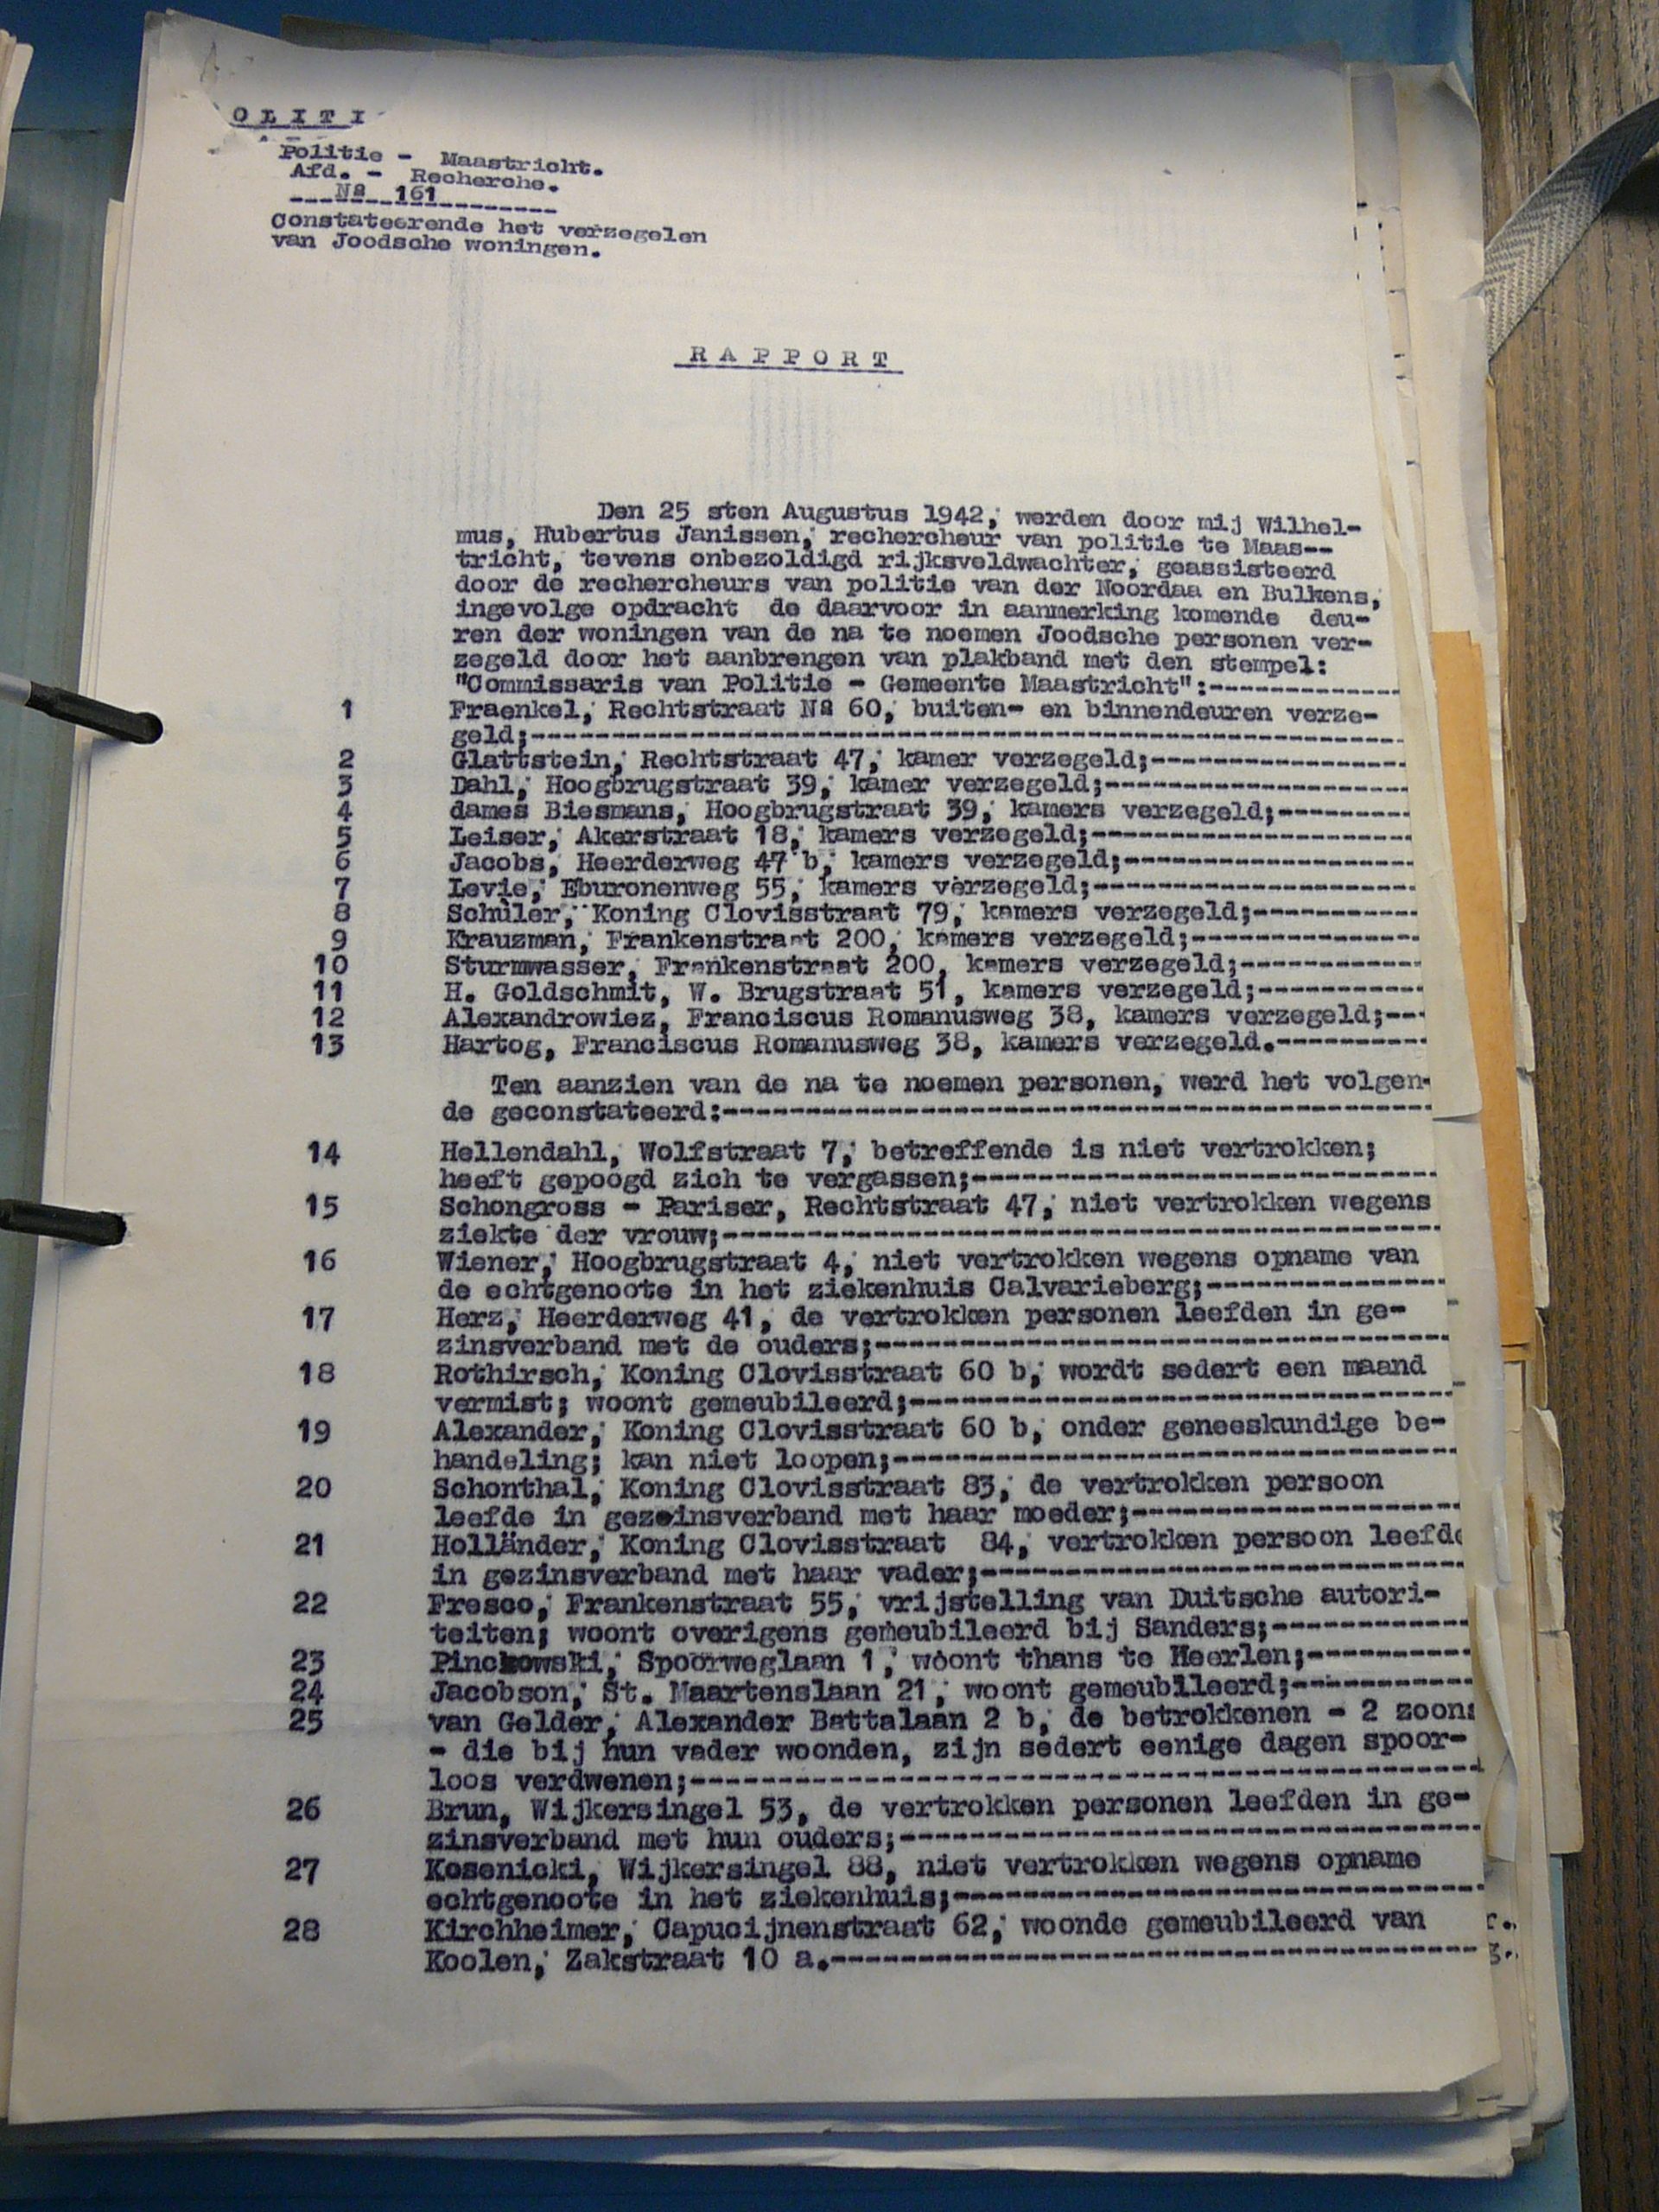 OLITI
Politie - Maastricht.
Afd. - Recherche.
---Nº 161---------
Constateerende het verzegelen
van Joodsche woningen.
RAPPORT
Den 25 sten Augustus 1942, werden door mij Wilhel-
mus, Hubertus Janissen, rechercheur van politie te Maas--
tricht, tevens onbezoldigd rijksveldwachter, geassisteerd
door de rechercheurs van politie van der Noordaa en Bulkens,
ingevolge opdracht de daarvoor in aanmerking komende deu-
ren der woningen van de na te noemen Joodsche personen ver-
zegeld door het aanbrengen van plakband met den stempel:
"Commissaris van Politie - Gemeente Maastricht":-------------
1 Fraenkel, Rechtstraat Nº 60, buiten- en binnendeuren verze-
geld;---------------------------------------------------
2 Glattstein, Rechtstraat 47, kamer verzegeld;----------------
3 Dahl, Hoogbrugstraat 39, kamer verzegeld;-------------------
4 dames Biesmans, Hoogbrugstraat 39, kamers verzegeld;--------
5 Leiser, Akerstraat 18, kamers verzegeld;--------------------
6 Jacobs, Heerderweg 47 b, kamers verzegeld;------------------
7 Levie, Eburonenweg 55, kamers verzegeld;--------------------
8 Schüler, Koning Clovisstraat 79, kamers verzegeld;----------
9 Krauzman, Frankenstraat 200, kamers verzegeld;--------------
10 Sturmwasser, Frankenstraat 200, kamers verzegeld;-----------
11 H. Goldschmit, W. Brugstraat 51, kamers verzegeld;----------
12 Alexandrowiez, Franciscus Romanusweg 38, kamers verzegeld;---
13 Hartog, Franciscus Romanusweg 38, kamers verzegeld.---------
Ten aanzien van de na te noemen personen, werd het volgen-
de geconstateerd:-------------------------------------------
14 Hellendahl, Wolfstraat 7, betreffende is niet vertrokken;
heeft gepoogd zich te vergassen;----------------------------
15 Schongross - Pariser, Rechtstraat 47, niet vertrokken wegens
ziekte der vrouw;-------------------------------------------
16 Wiener, Hoogbrugstraat 4, niet vertrokken wegens opname van
de echtgenoote in het ziekenhuis Calvarieberg;--------------
17 Herz, Heerderweg 41, de vertrokken personen leefden in ge-
zinsverband met de ouders;----------------------------------
18 Rothirsch, Koning Clovisstraat 60 b, wordt sedert een maand
vermist; woont gemeubileerd;--------------------------------
19 Alexander, Koning Clovisstraat 60 b, onder geneeskundige be-
handeling; kan niet loopen;---------------------------------
20 Schonthal, Koning Clovisstraat 83, de vertrokken persoon
leefde in gezeinsverband met haar moeder;-------------------
21 Holländer, Koning Clovisstraat 84, vertrokken persoon leefde
in gezinsverband met haar vader;----------------------------
22 Fresco, Frankenstraat 55, vrijstelling van Duitsche autori-
teiten; woont overigens gemeubileerd bij Sanders;-----------
23 Pinckowski, Spoorweglaan 1, woont thans te Heerlen;---------
24 Jacobson, St. Maartenslaan 21, woont gemeubileerd;----------
25 van Gelder, Alexander Battalaan 2 b, de betrokkenen - 2 zoons
- die bij hun vader woonden, zijn sedert eenige dagen spoor-
loos verdwenen;---------------------------------------------
26 Brun, Wijkersingel 53, de vertrokken personen leefden in ge-
zinsverband met hun ouders;---------------------------------
27 Kosenicki, Wijkersingel 88, niet vertrokken wegens opname
echtgenoote in het ziekenhuis;------------------------------
28 Kirchheimer, Capucijnenstraat 62, woonde gemeubileerd van
Koolen, Zakstraat 10 a.-------------------------------------